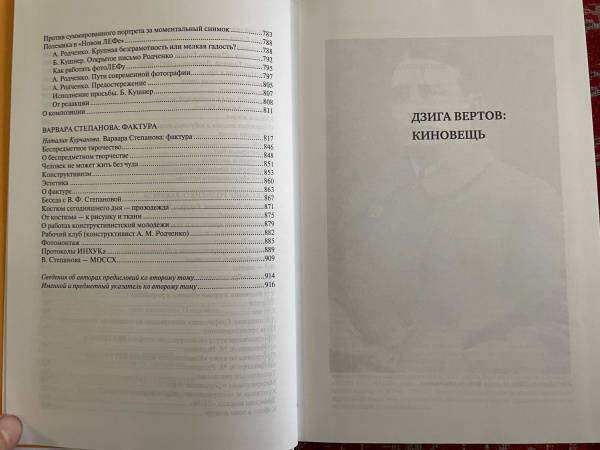 Против суммированного портрета за моментальный снимок 783
Полемика в «Новом ЛЕФе» 788
А. Родченко. Крупная безграмотность или мелкая гадость? 788
Б. Кушнер. Открытое письмо Родченко 792
Как работать фотоЛЕФу 795
А. Родченко. Пути современной фотографии 797
А. Родченко. Предостережение 805
Исполнение просьбы. Б. Кушнер 807
От редакции 808
О композиции 811
ВАРВАРА СТЕПАНОВА: ФАКТУРА
Наталия Курчанова. Варвара Степанова: фактура 817
Беспредметное творчество 846
О беспредметном творчестве 848
Человек не может жить без чуда 851
Конструктивизм 853
Эстетика 860
О фактуре 863
Беседа с В. Ф. Степановой 867
Костюм сегодняшнего дня — прозодежда 871
От костюма — к рисунку и ткани 875
О работах конструктивистской молодежи 879
Рабочий клуб (конструктивист А. М. Родченко) 882
Фотомонтаж 885
Протоколы ИНХУКа 889
В. Степанова — МОССХ 909
Сведения об авторах предисловий ко второму тому 914
Именной и предметный указатель ко второму тому 916
ДЗИГА ВЕРТОВ:
КИНОВЕЩЬ